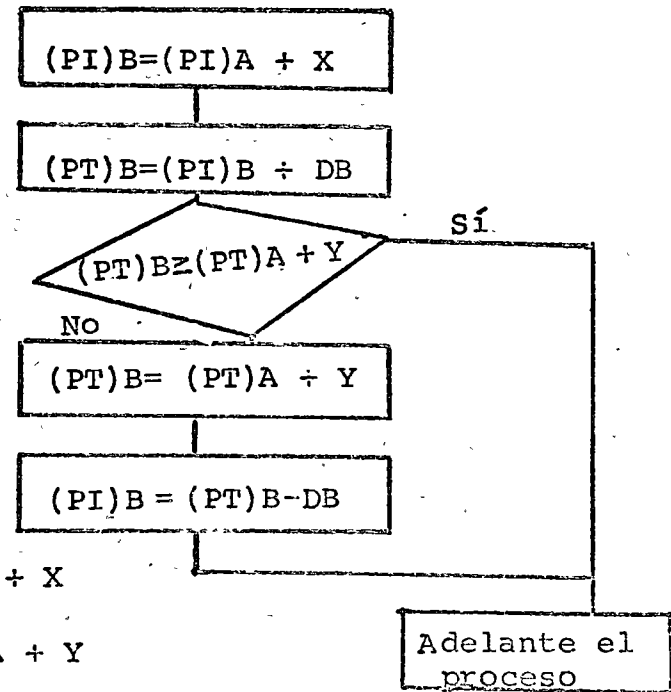 (PI)B=(PI)A + X
(PT)B=(PI)B ÷ DB
(PT)B≥(PT)A + Y
Sí
No
(PT)B= (PT)A ÷ Y
(PI)B = (PT)B-DB
÷ X
+ Y
Adelante el
proceso